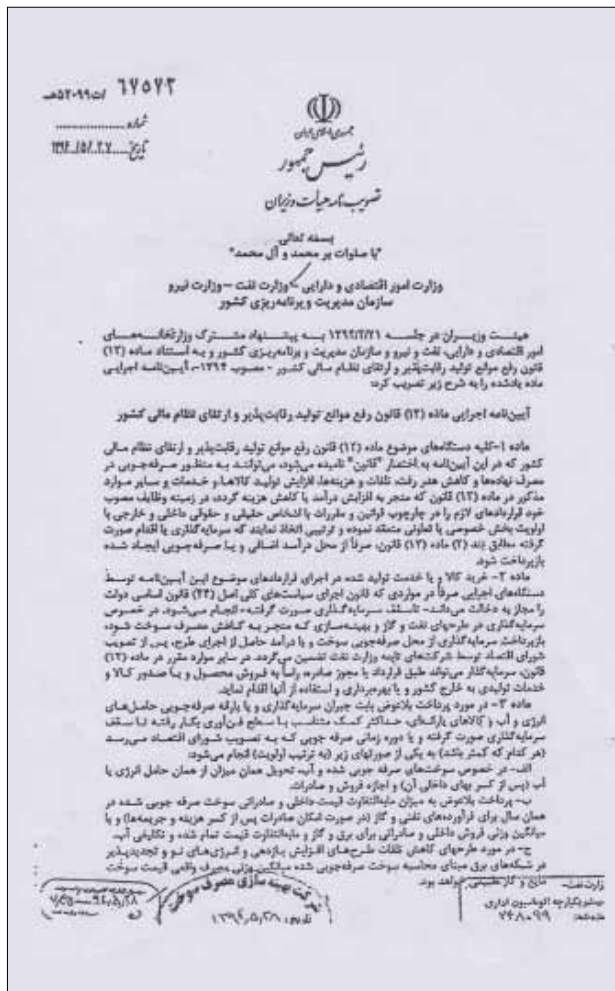 ۶۷۵۷۳ /ت۵۲۰۹۹هـ
شماره
تاریخ ۱۳۹۴/۵/۲۷
جمهوری اسلامی ایران
رئیس جمهور
تصویب نامه هیأت وزیران
بسمه تعالی
"با صلوات بر محمد و آل محمد"
وزارت امور اقتصادی و دارایی - وزارت نفت - وزارت نیرو
سازمان مدیریت و برنامه‌ریزی کشور
هیئت وزیران در جلسه ۱۳۹۴/۴/۲۱ به پیشنهاد مشترک وزارتخانه‌های
امور اقتصادی و دارایی، نفت و نیرو و سازمان مدیریت و برنامه‌ریزی کشور و به استناد ماده (۱۲)
قانون رفع موانع تولید رقابت‌پذیر و ارتقای نظام مالی کشور - مصوب ۱۳۹۴-، آیین‌نامه اجرایی
ماده یادشده را به شرح زیر تصویب کرد:
آیین‌نامه اجرایی ماده (۱۲) قانون رفع موانع تولید رقابت‌پذیر و ارتقای نظام مالی کشور
ماده ۱- کلیه دستگاه‌های موضوع ماده (۱۲) قانون رفع موانع تولید رقابت‌پذیر و ارتقای نظام مالی
کشور که در این آیین‌نامه به اختصار "قانون" نامیده می‌شود، می‌توانند به منظور صرفه‌جویی در
مصرف نهاده‌ها و کاهش هدر رفت، تلفات و هزینه‌ها، افزایش تولید کالاها و خدمات و سایر موارد
مذکور در ماده (۱۲) قانون که منجر به افزایش درآمد یا کاهش هزینه گردد، در زمینه وظایف مصوب
خود قراردادهای لازم را در چارچوب قوانین و مقررات با اشخاص حقیقی و حقوقی داخلی و خارجی با
اولویت بخش خصوصی یا تعاونی منعقد نموده و ترتیبی اتخاذ نمایند که سرمایه‌گذاری یا اقدام صورت
گرفته مطابق بند (۲) ماده (۱۲) قانون، صرفاً از محل درآمد اضافی و یا صرفه‌جویی ایجاد شده
بازپرداخت شود.
ماده ۲- خرید کالا و یا خدمت تولید شده در اجرای قراردادهای موضوع این آیین‌نامه توسط
دستگاه‌های اجرایی صرفاً در مواردی که قانون اجرای سیاست‌های کلی اصل (۴۴) قانون اساسی دولت
را مجاز به دخالت می‌داند- تاسقف سرمایه‌گذاری صورت گرفته- انجام می‌شود. در خصوص
سرمایه‌گذاری در طرحهای نفت و گاز و بهینه‌سازی که منجر به کاهش مصرف سوخت شود،
بازپرداخت سرمایه‌گذاری از محل صرفه‌جویی سوخت و یا درآمد حاصل از اجرای طرح، پس از تصویب
شورای اقتصاد توسط شرکت‌های تابعه وزارت نفت تضمین می‌گردد. در سایر موارد مقرر در ماده (۱۲)
قانون، سرمایه‌گذار می‌تواند طبق قرارداد با مجوز صادره، راساً به فروش محصول و یا صدور کالا و
خدمات تولیدی به خارج کشور و یا بهره‌برداری و استفاده از آنها اقدام نماید.
ماده ۳- در مورد پرداخت بلاعوض بابت جبران سرمایه‌گذاری و یا یارانه صرفه‌جویی حامل‌های
انرژی و آب (کالاهای یارانه‌ای، حداکثر کمک متناسب با سطح فن‌آوری بکار رفته تا سقف
سرمایه‌گذاری صورت گرفته و یا دوره زمانی صرفه جویی که به تصویب شورای اقتصاد می‌رسد
(هر کدام که کمتر باشد) به یکی از صورتهای زیر (به ترتیب اولویت) انجام می‌شود:
الف- در خصوص سوخت‌های صرفه جویی شده و آب، تحویل همان میزان از همان حامل انرژی یا
آب (پس از کسر بهای داخلی آن) و اجازه فروش و صادرات.
ب- پرداخت بلاعوض به میزان مابه‌التفاوت قیمت داخلی و صادراتی سوخت صرفه جویی شده در
همان سال برای فرآورده‌های نفتی و گاز (در صورت امکان صادرات پس از کسر هزینه و جریمه‌ها) و یا
میانگین وزنی فروش داخلی و صادراتی برای برق و گاز و مابه‌التفاوت قیمت تمام شده و تکلیفی آب.
ج- در مورد طرحهای کاهش تلفات طرح‌های افزایش بازدهی و انرژی‌های نو و تجدیدپذیر
در شبکه‌های برق مبنای محاسبه سوخت صرفه‌جویی شده میانگین وزنی مصرف واقعی قیمت سوخت
مایع و گاز طبیعی خواهد بود.
شرکت بهینه سازی مصرف سوخت
تاریخ: ۱۳۹۴،۵،۲۸
وزارت نفت-
اتوماسیون اداری
۷۴۸۰۹۹